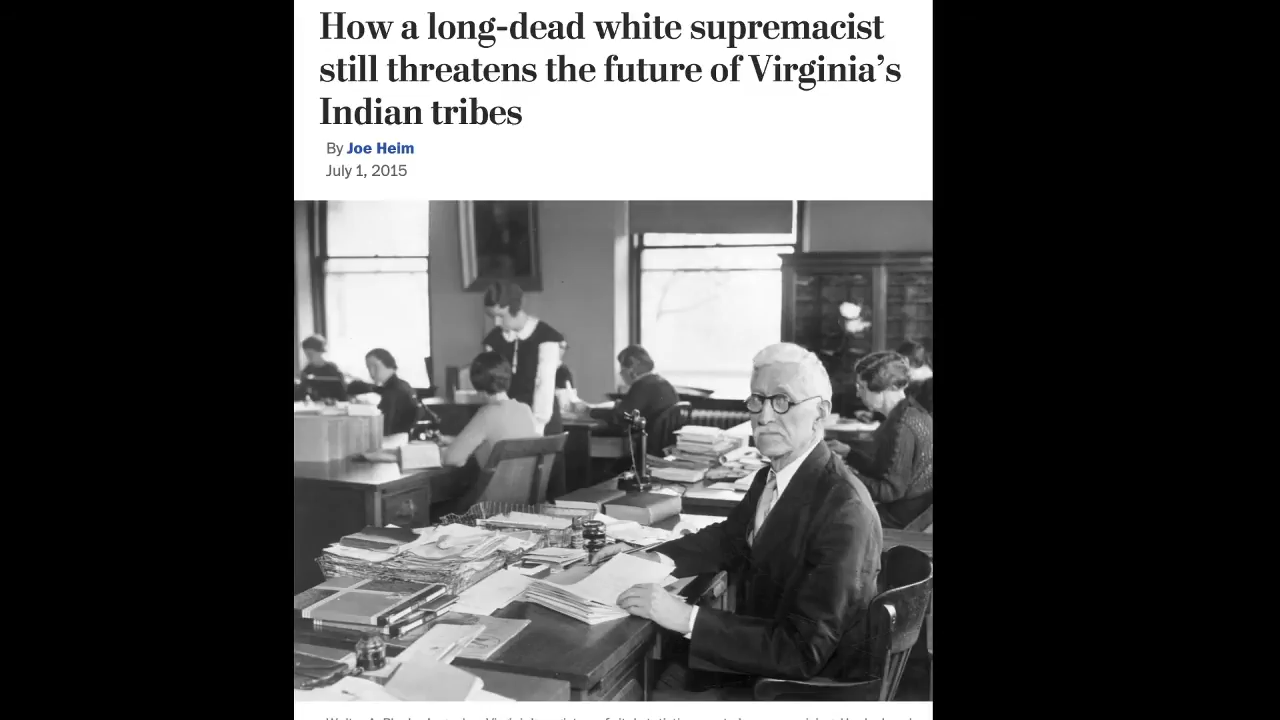 How a long-dead white supremacist
still threatens the future of Virginia's
Indian tribes
By Joe Heim
July 1, 2015